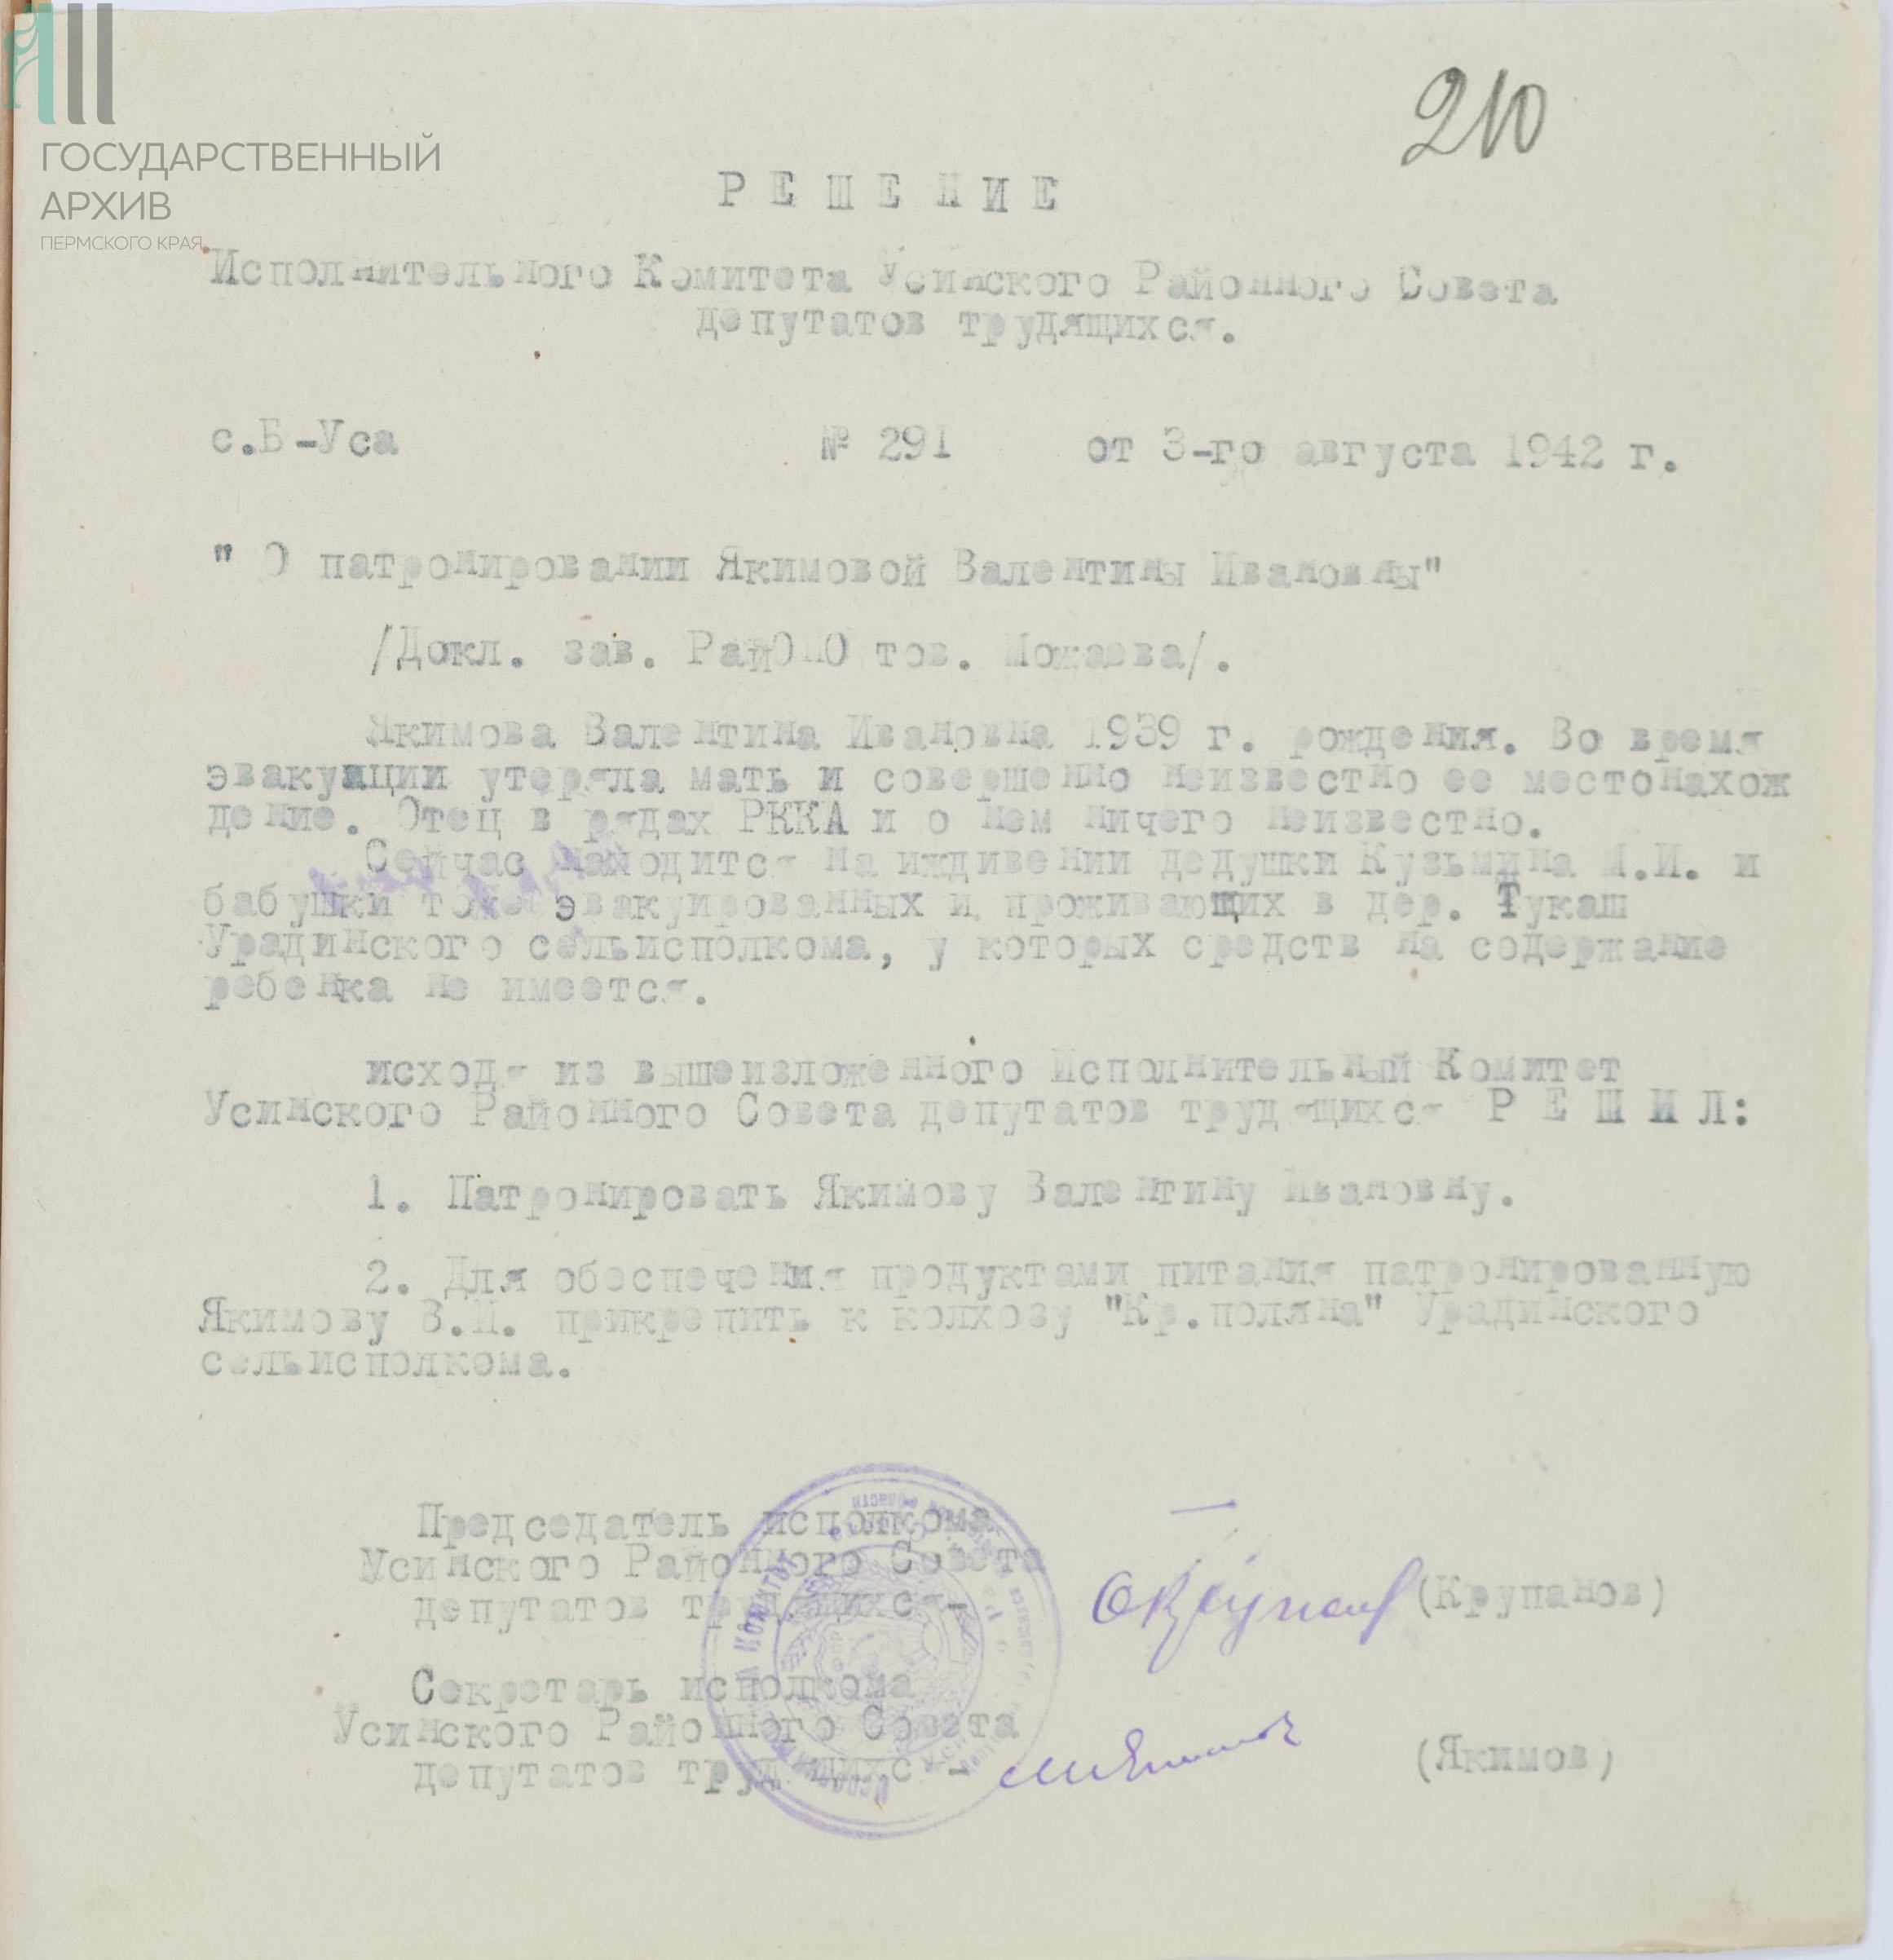 ГОСУДАРСТВЕННЫЙ
АРХИВ
ПЕРМСКОГО КРАЯ
210
Р Е Ш Е Н И Е
Исполнительного Комитета Усинского Районного Совета
депутатов трудящихся.
с.Б-Уса № 291 от 3-го августа 1942 г.
" О патронировании Якимовой Валентины Ивановны"
/Докл. зав. РайОНО тов. Можаева/.
Якимова Валентина Ивановна 1939 г. рождения. Во время
эвакуации утеряла мать и совершенно неизвестно ее местонахож
дение. Отец в рядах РККА и о нем ничего неизвестно.
Сейчас находится на иждивении дедушки Кузьмина М.И. и
бабушки тоже эвакуированных и проживающих в дер. Тукаш
Урадинского сельисполкома, у которых средств на содержание
ребенка не имеется.
исходя из вышеизложенного Исполнительный Комитет
Усинского Районного Совета депутатов трудящихся Р Е Ш И Л:
1. Патронировать Якимову Валентину Ивановну.
2. Для обеспечения продуктами питания патронированную
Якимову В.И. прикрепить к колхозу "Кр.поляна" Урадинского
сельисполкома.
Председатель исполкома
Усинского Районного Совета
депутатов трудящихся- (Крупанов)
Секретарь исполкома
Усинского Районного Совета
депутатов трудящихся - (Якимов)